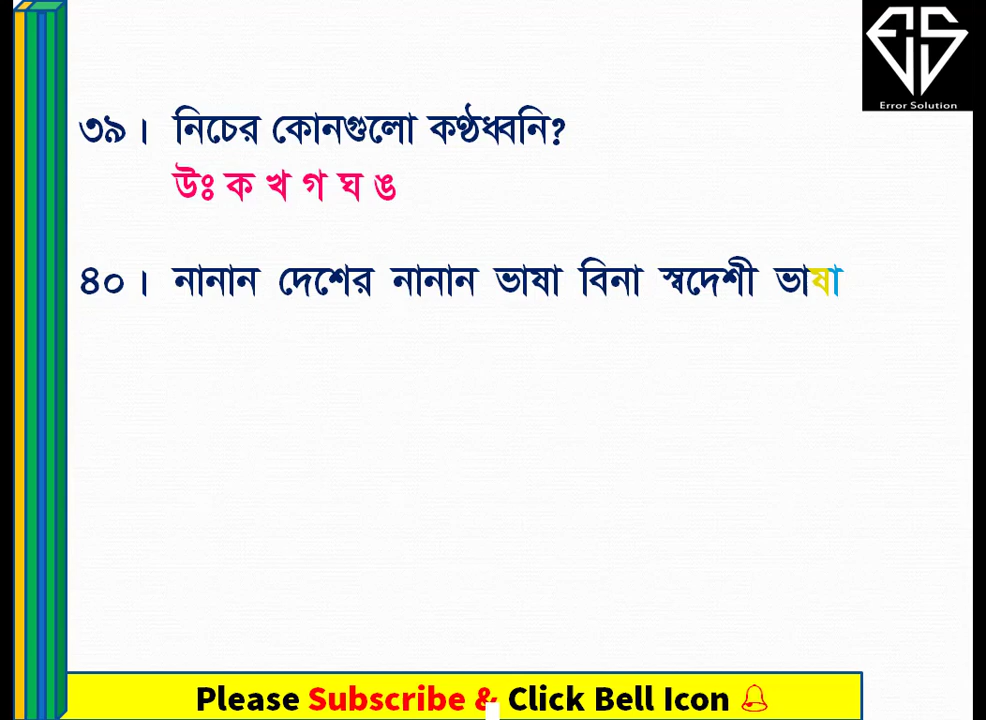 Error Solution
৩৯। নিচের কোনগুলো কণ্ঠধ্বনি?
উঃ ক খ গ ঘ ঙ
৪০। নানান দেশের নানান ভাষা বিনা স্বদেশী ভাষা
Please Subscribe & Click Bell Icon